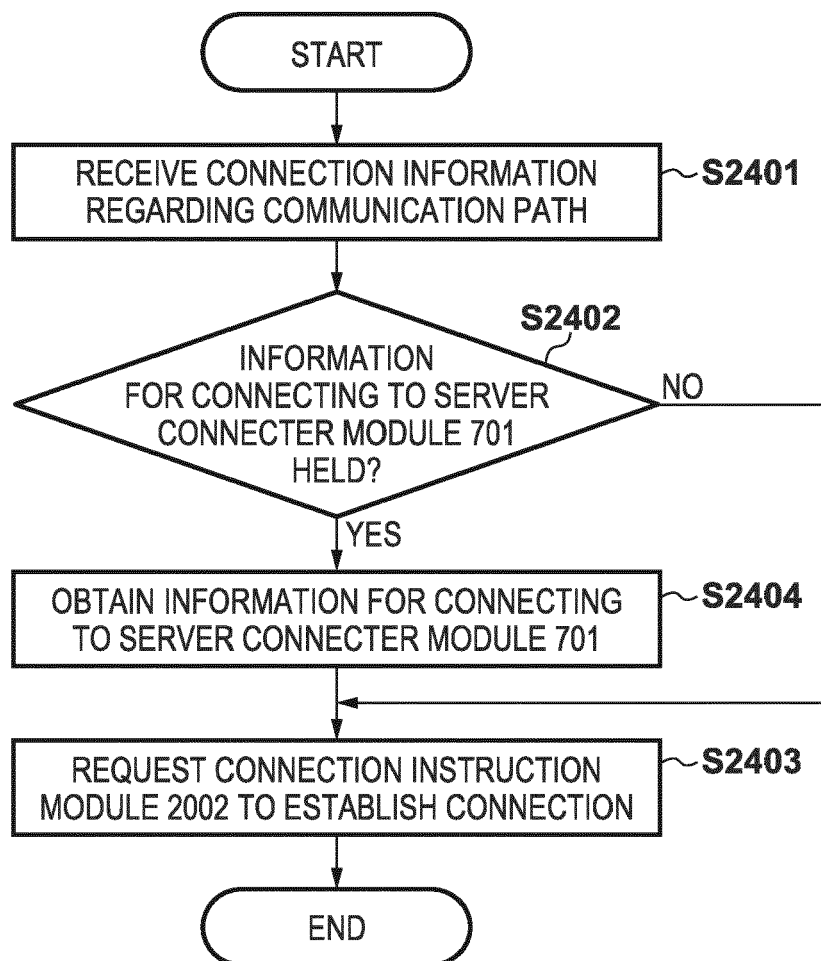 START
RECEIVE CONNECTION INFORMATION
REGARDING COMMUNICATION PATH
S2401
S2402
INFORMATION
FOR CONNECTING TO SERVER
CONNECTER MODULE 701
HELD?
NO
YES
OBTAIN INFORMATION FOR CONNECTING
TO SERVER CONNECTER MODULE 701
S2404
REQUEST CONNECTION INSTRUCTION
MODULE 2002 TO ESTABLISH CONNECTION
S2403
END